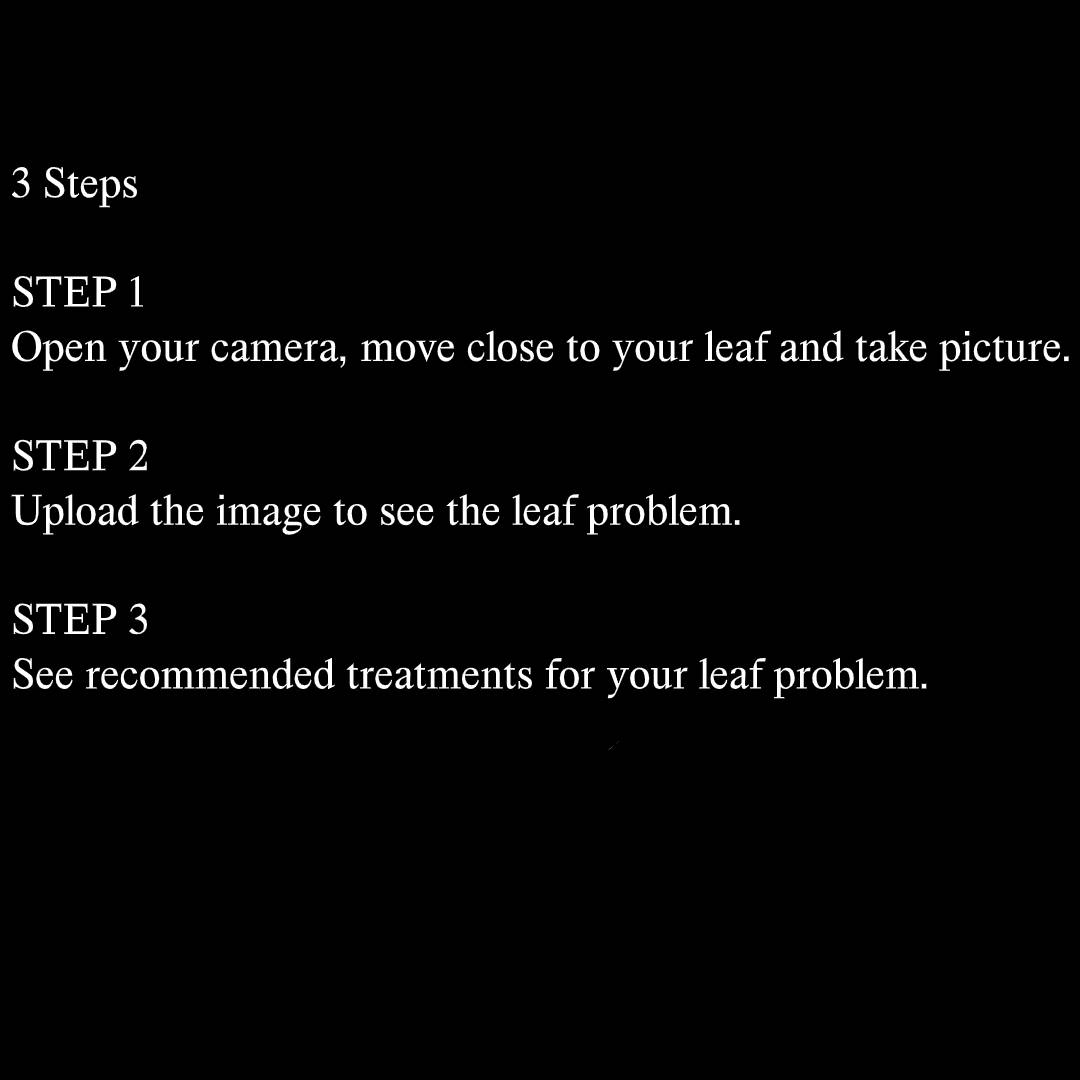 3 Steps
STEP 1
Open your camera, move close to your leaf and take picture.
STEP 2
Upload the image to see the leaf problem.
STEP 3
See recommended treatments for your leaf problem.